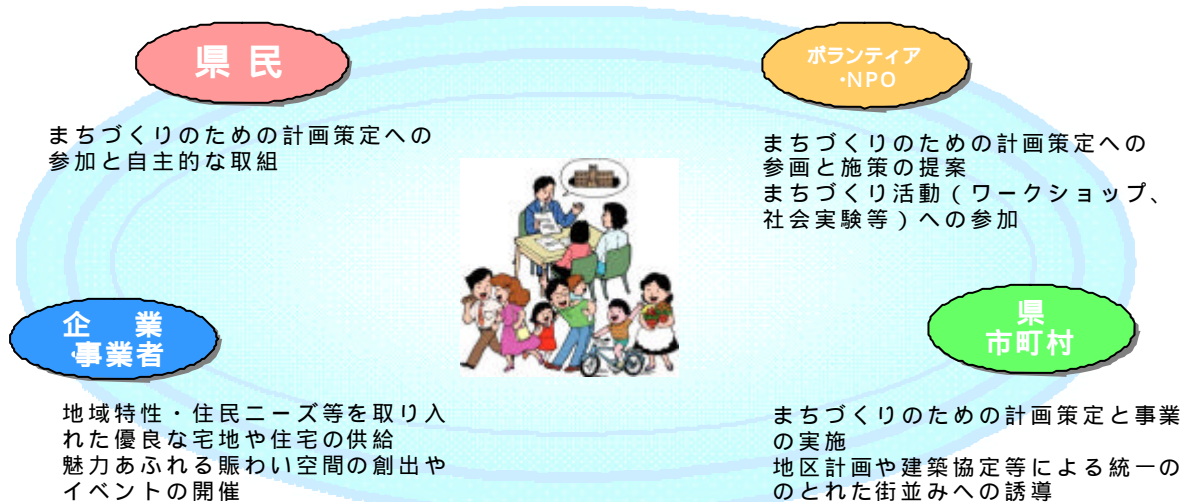 県 民
まちづくりのための計画策定への
参加と自主的な取組
ボランティア
・NPO
まちづくりのための計画策定への
参画と施策の提案
まちづくり活動（ワークショップ、
社会実験等）への参加
企 業
・事業者
地域特性・住民ニーズ等を取り入
れた優良な宅地や住宅の供給
魅力あふれる賑わい空間の創出や
イベントの開催
県
市町村
まちづくりのための計画策定と事業
の実施
地区計画や建築協定等による統一の
のとれた街並みへの誘導